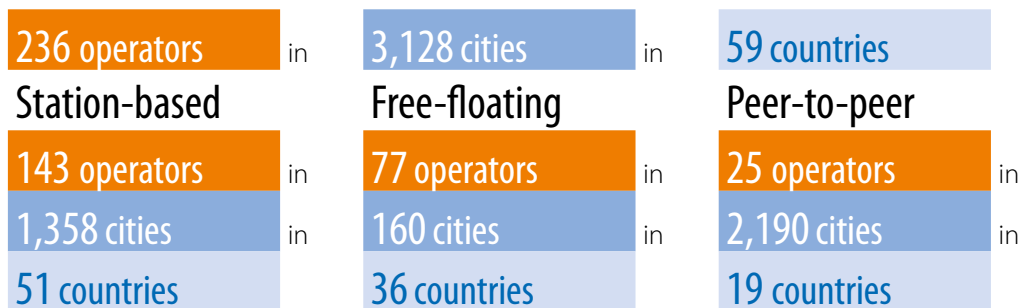 236 operators in 3,128 cities in 59 countries
Station-based Free-floating Peer-to-peer
143 operators in 77 operators in 25 operators in
1,358 cities in 160 cities in 2,190 cities in
51 countries 36 countries 19 countries